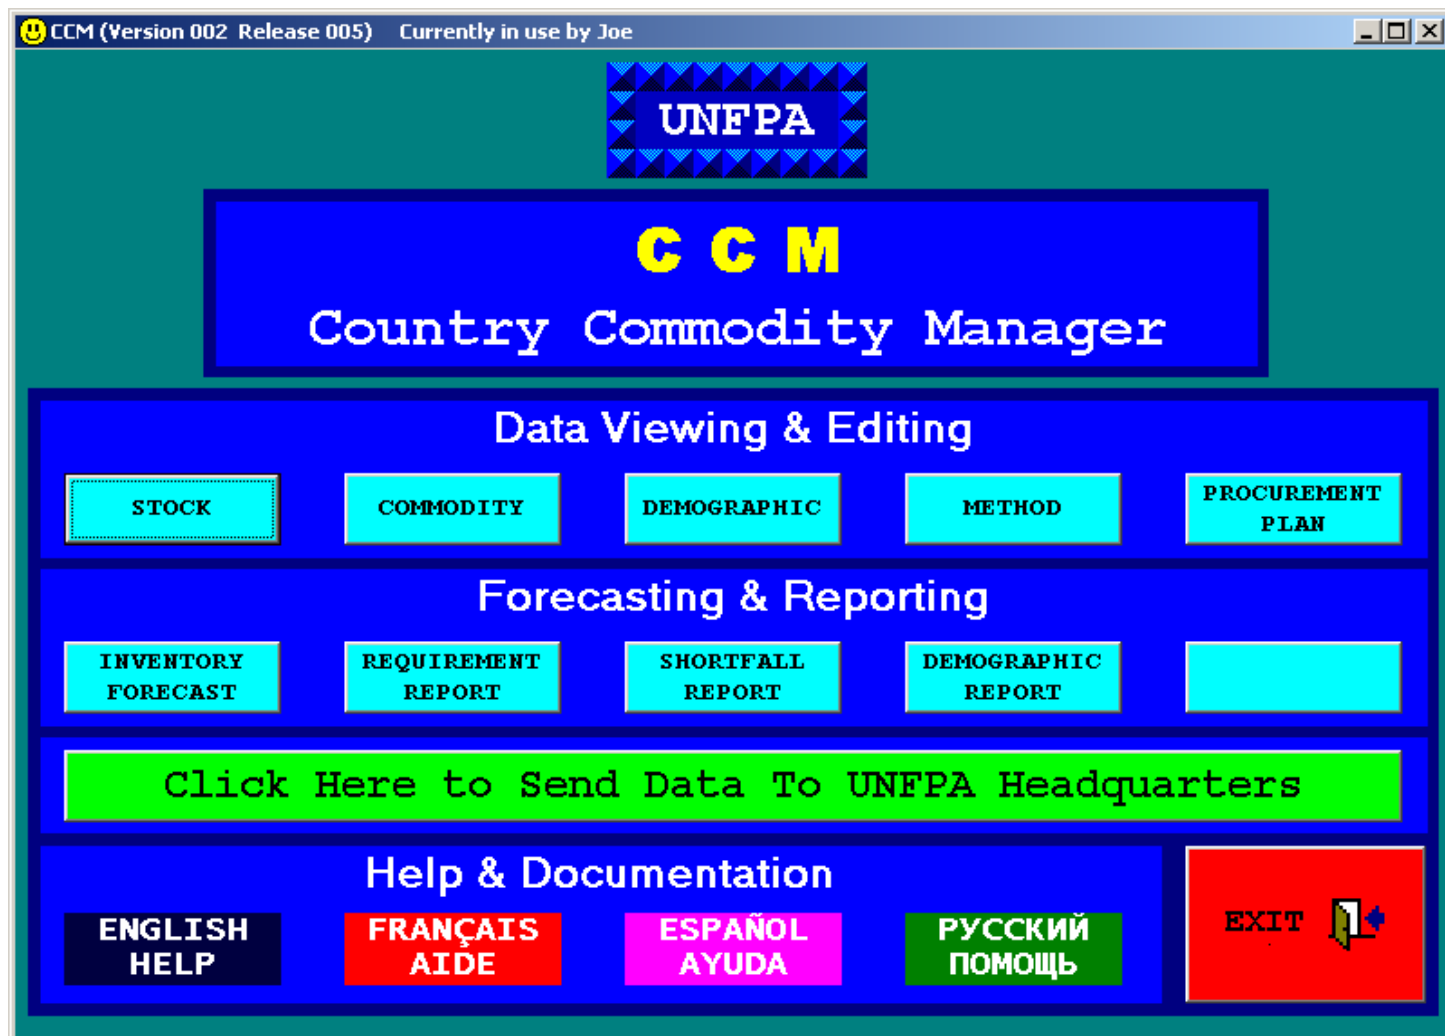 CCM (Version 002 Release 005) Currently in use by Joe
UNFPA
C C M
Country Commodity Manager
Data Viewing & Editing
STOCK
COMMODITY
DEMOGRAPHIC
METHOD
PROCUREMENT
PLAN
Forecasting & Reporting
INVENTORY
FORECAST
REQUIREMENT
REPORT
SHORTFALL
REPORT
DEMOGRAPHIC
REPORT
Click Here to Send Data To UNFPA Headquarters
Help & Documentation
ENGLISH
HELP
FRANÇAIS
AIDE
ESPAÑOL
AYUDA
РУССКИЙ
ПОМОЩЬ
EXIT